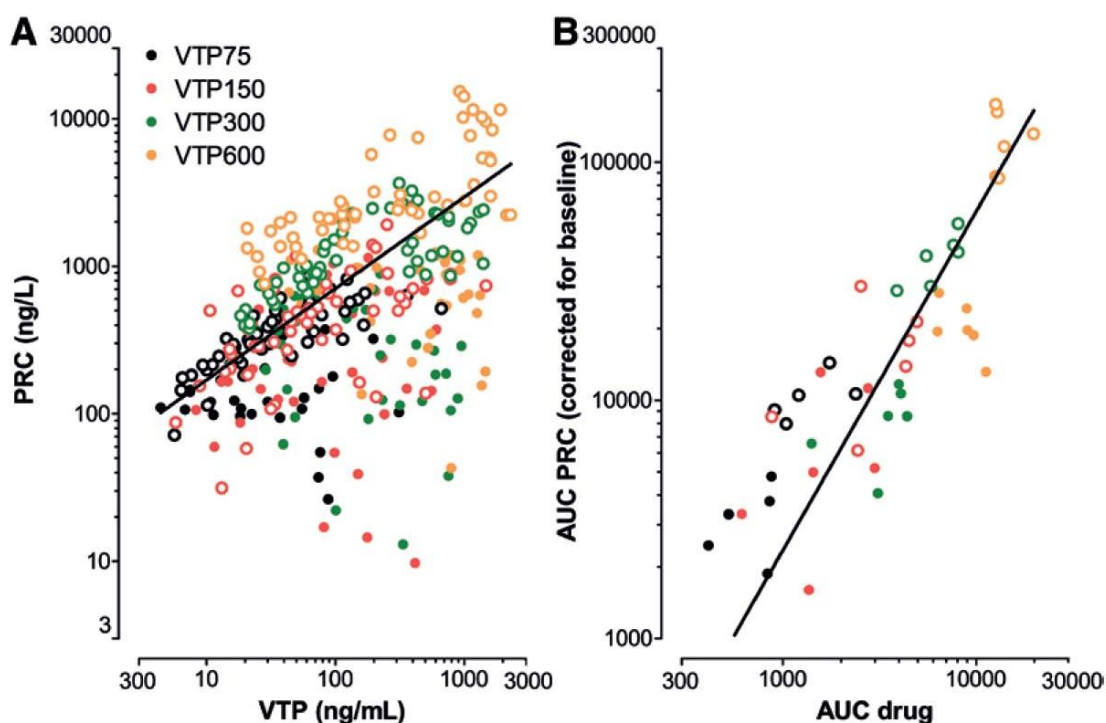 A
30000
10000
1000
100
10
3
PRC (ng/L)
VTP75
VTP150
VTP300
VTP600
300 10 100 1000 3000
VTP (ng/mL)
B
300000
100000
10000
1000
AUC PRC (corrected for baseline)
300 1000 10000 30000
AUC drug